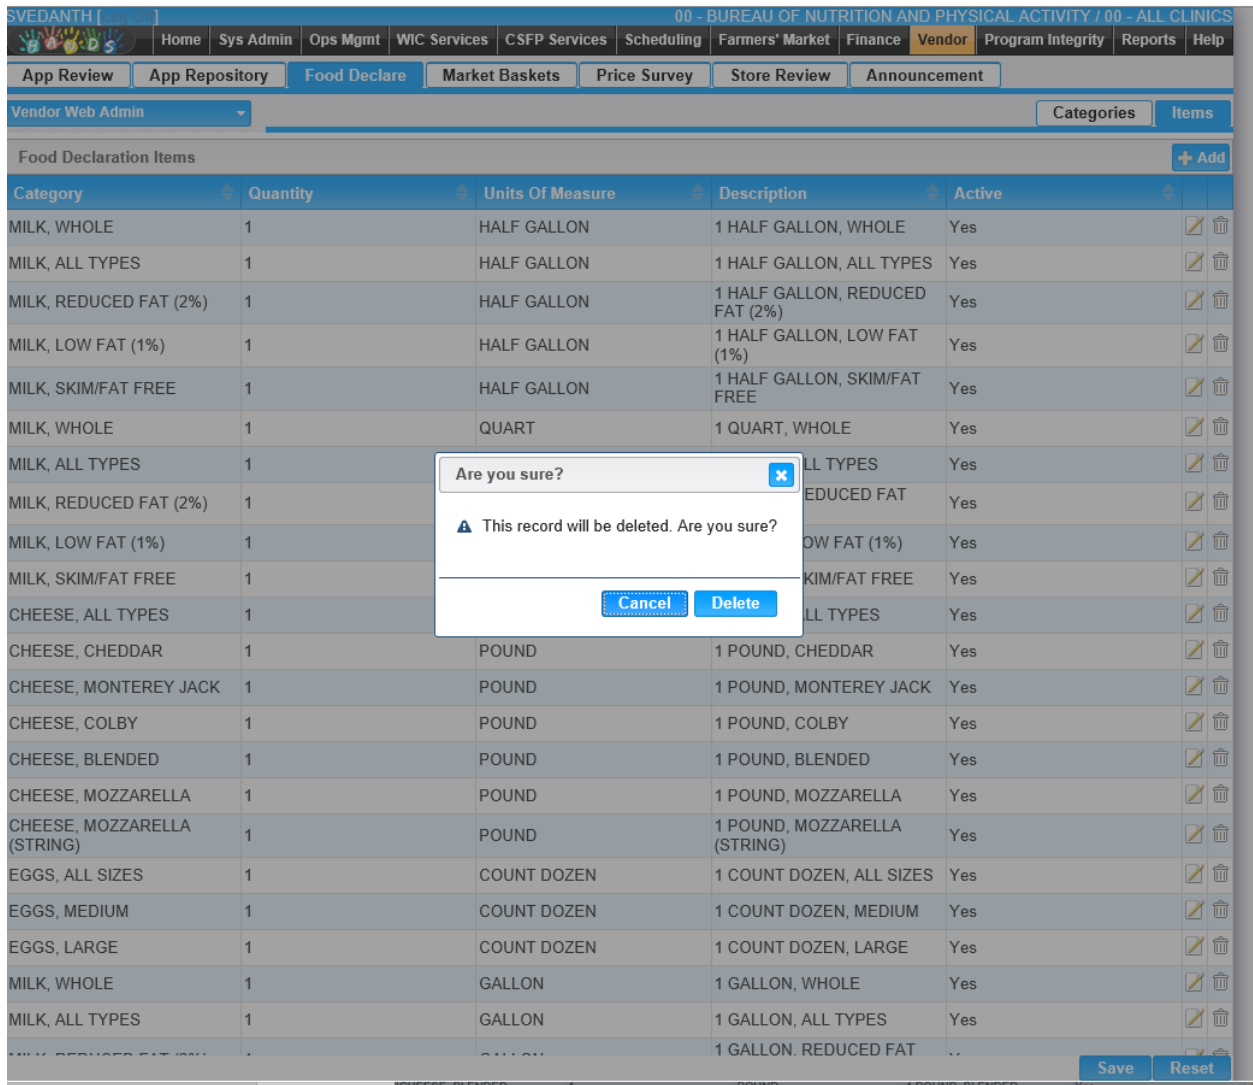 SVEDANTH [Log Off] 00 - BUREAU OF NUTRITION AND PHYSICAL ACTIVITY / 00 - ALL CLINICS
HANDS Home Sys Admin Ops Mgmt WIC Services CSFP Services Scheduling Farmers' Market Finance Vendor Program Integrity Reports Help
App Review App Repository Food Declare Market Baskets Price Survey Store Review Announcement
Vendor Web Admin Categories Items
Food Declaration Items Add
Category Quantity Units Of Measure Description Active
MILK, WHOLE 1 HALF GALLON 1 HALF GALLON, WHOLE Yes
MILK, ALL TYPES 1 HALF GALLON 1 HALF GALLON, ALL TYPES Yes
MILK, REDUCED FAT (2%) 1 HALF GALLON 1 HALF GALLON, REDUCED
FAT (2%) Yes
MILK, LOW FAT (1%) 1 HALF GALLON 1 HALF GALLON, LOW FAT
(1%) Yes
MILK, SKIM/FAT FREE 1 HALF GALLON 1 HALF GALLON, SKIM/FAT
FREE Yes
MILK, WHOLE 1 QUART 1 QUART, WHOLE Yes
MILK, ALL TYPES 1 LL TYPES Yes
MILK, REDUCED FAT (2%) 1 EDUCED FAT Yes
MILK, LOW FAT (1%) 1 OW FAT (1%) Yes
MILK, SKIM/FAT FREE 1 KIM/FAT FREE Yes
CHEESE, ALL TYPES 1 LL TYPES Yes
Are you sure?
This record will be deleted. Are you sure?
Cancel Delete
CHEESE, CHEDDAR 1 POUND 1 POUND, CHEDDAR Yes
CHEESE, MONTEREY JACK 1 POUND 1 POUND, MONTEREY JACK Yes
CHEESE, COLBY 1 POUND 1 POUND, COLBY Yes
CHEESE, BLENDED 1 POUND 1 POUND, BLENDED Yes
CHEESE, MOZZARELLA 1 POUND 1 POUND, MOZZARELLA Yes
CHEESE, MOZZARELLA
(STRING) 1 POUND 1 POUND, MOZZARELLA
(STRING) Yes
EGGS, ALL SIZES 1 COUNT DOZEN 1 COUNT DOZEN, ALL SIZES Yes
EGGS, MEDIUM 1 COUNT DOZEN 1 COUNT DOZEN, MEDIUM Yes
EGGS, LARGE 1 COUNT DOZEN 1 COUNT DOZEN, LARGE Yes
MILK, WHOLE 1 GALLON 1 GALLON, WHOLE Yes
MILK, ALL TYPES 1 GALLON 1 GALLON, ALL TYPES Yes
1 GALLON, REDUCED FAT
Save Reset